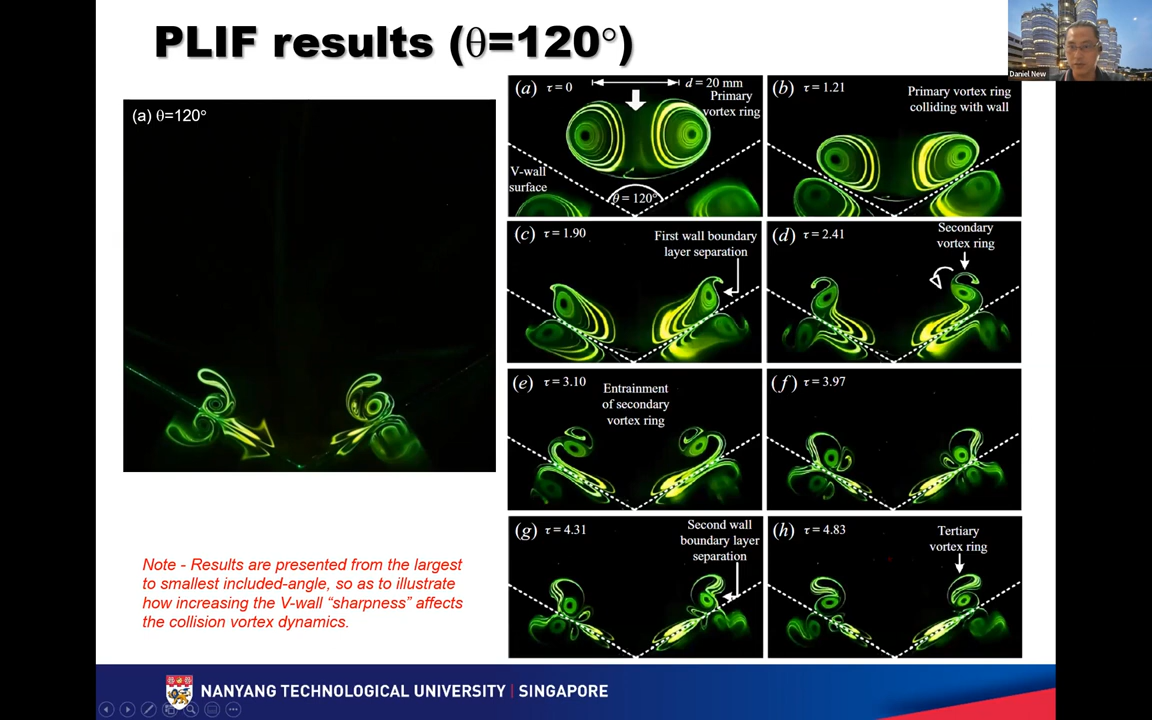 PLIF results (θ=120°)
Daniel New
(a) θ=120°
(a) τ=0
d = 20 mm
Primary
vortex ring
V-wall
surface
θ = 120°
(b) τ=1.21
Primary vortex ring
colliding with wall
(c) τ=1.90
First wall boundary
layer separation
(d) τ=2.41
Secondary
vortex ring
(e) τ=3.10
Entrainment
of secondary
vortex ring
(f) τ=3.97
(g) τ=4.31
Second wall
boundary layer
separation
(h) τ=4.83
Tertiary
vortex ring
Note - Results are presented from the largest
to smallest included-angle, so as to illustrate
how increasing the V-wall “sharpness” affects
the collision vortex dynamics.
NANYANG TECHNOLOGICAL UNIVERSITY | SINGAPORE